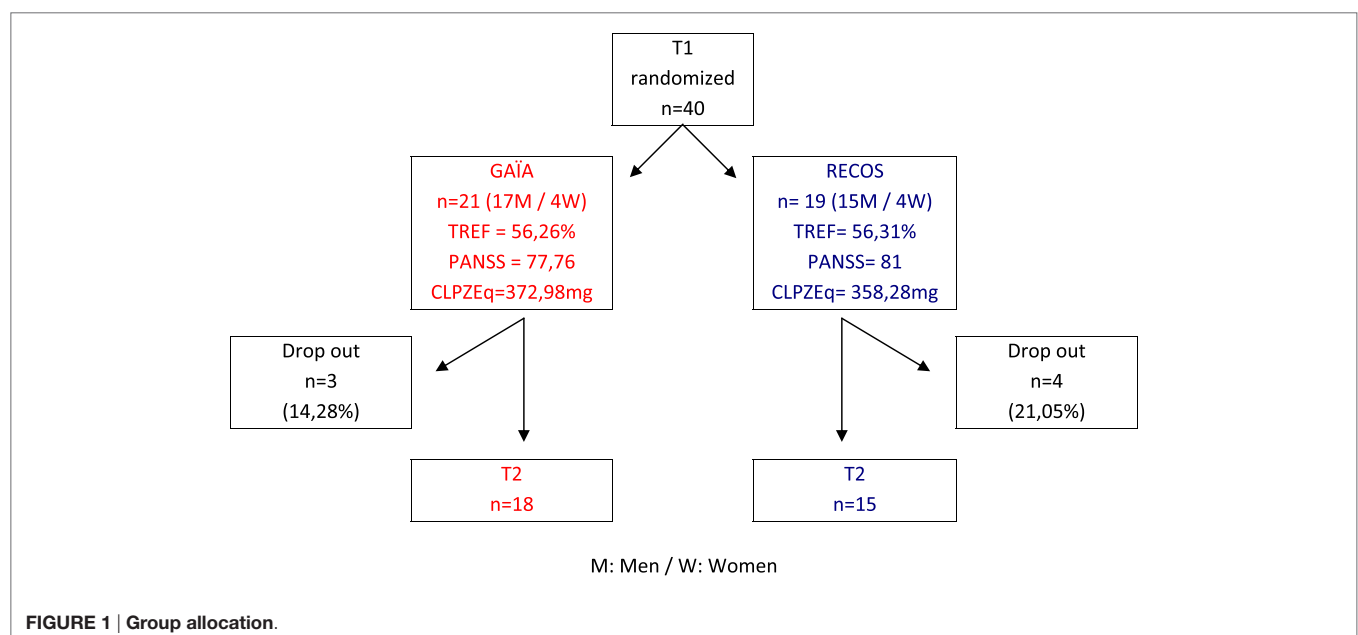 T1
randomized
n=40
GAÏA
n=21 (17M / 4W)
TREF = 56,26%
PANSS = 77,76
CLPZEq=372,98mg
RECOS
n= 19 (15M / 4W)
TREF= 56,31%
PANSS= 81
CLPZEq= 358,28mg
Drop out
n=3
(14,28%)
Drop out
n=4
(21,05%)
T2
n=18
T2
n=15
M: Men / W: Women
FIGURE 1 | Group allocation.